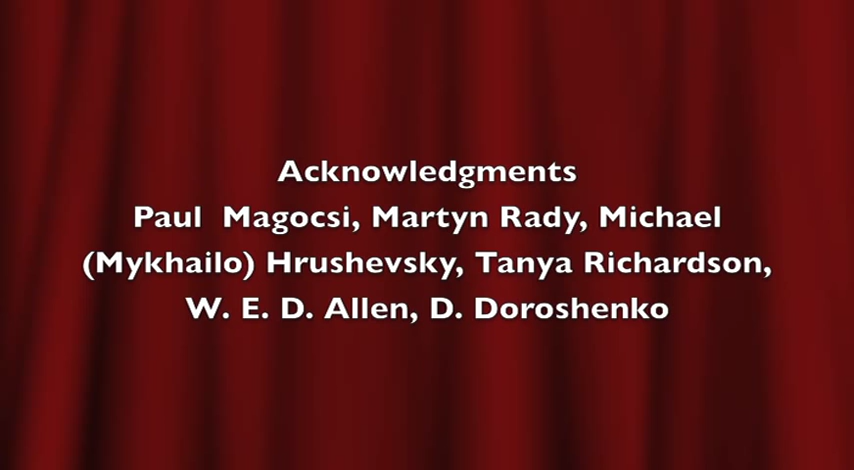 Acknowledgments
Paul  Magocsi, Martyn Rady, Michael
(Mykhailo) Hrushevsky, Tanya Richardson,
W. E. D. Allen, D. Doroshenko